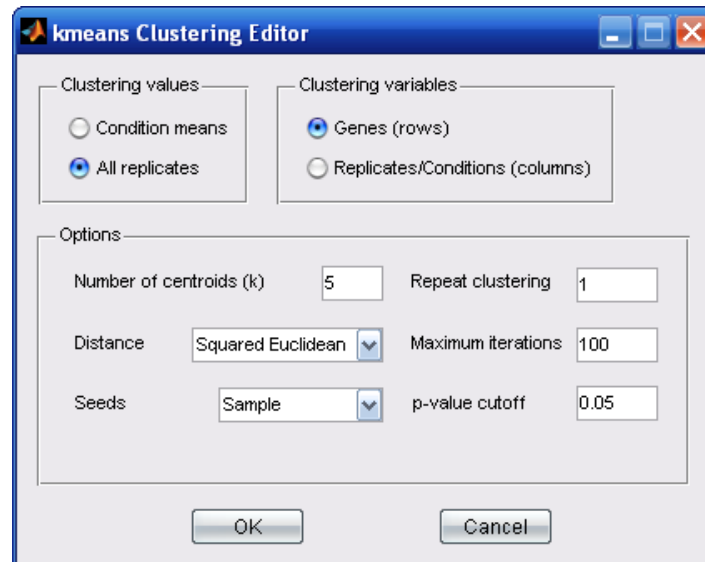 kmeans Clustering Editor
Clustering values
Condition means
All replicates
Clustering variables
Genes (rows)
Replicates/Conditions (columns)
Options
Number of centroids (k) 5
Repeat clustering 1
Distance Squared Euclidean
Maximum iterations 100
Seeds Sample
p-value cutoff 0.05
OK Cancel